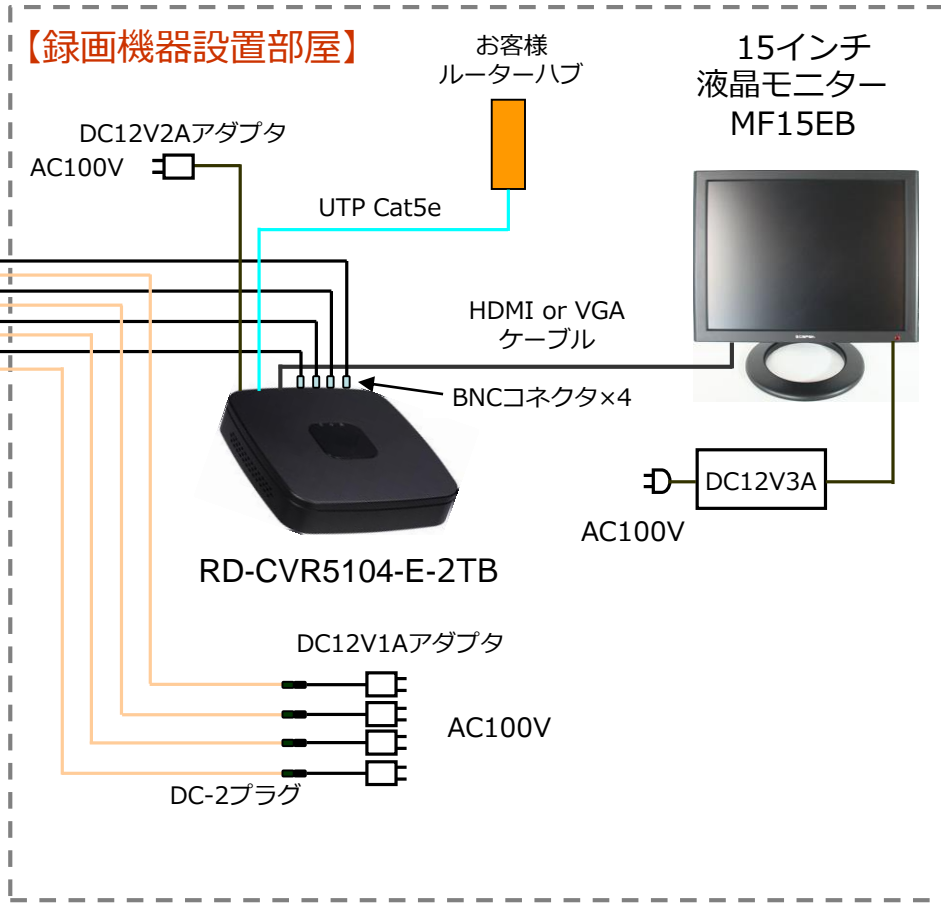 【録画機器設置部屋】
お客様
ルーターハブ
15インチ
液晶モニター
MF15EB
DC12V2Aアダプタ
AC100V
UTP Cat5e
HDMI or VGA
ケーブル
BNCコネクタ×4
DC12V3A
AC100V
RD-CVR5104-E-2TB
DC12V1Aアダプタ
AC100V
DC-2プラグ